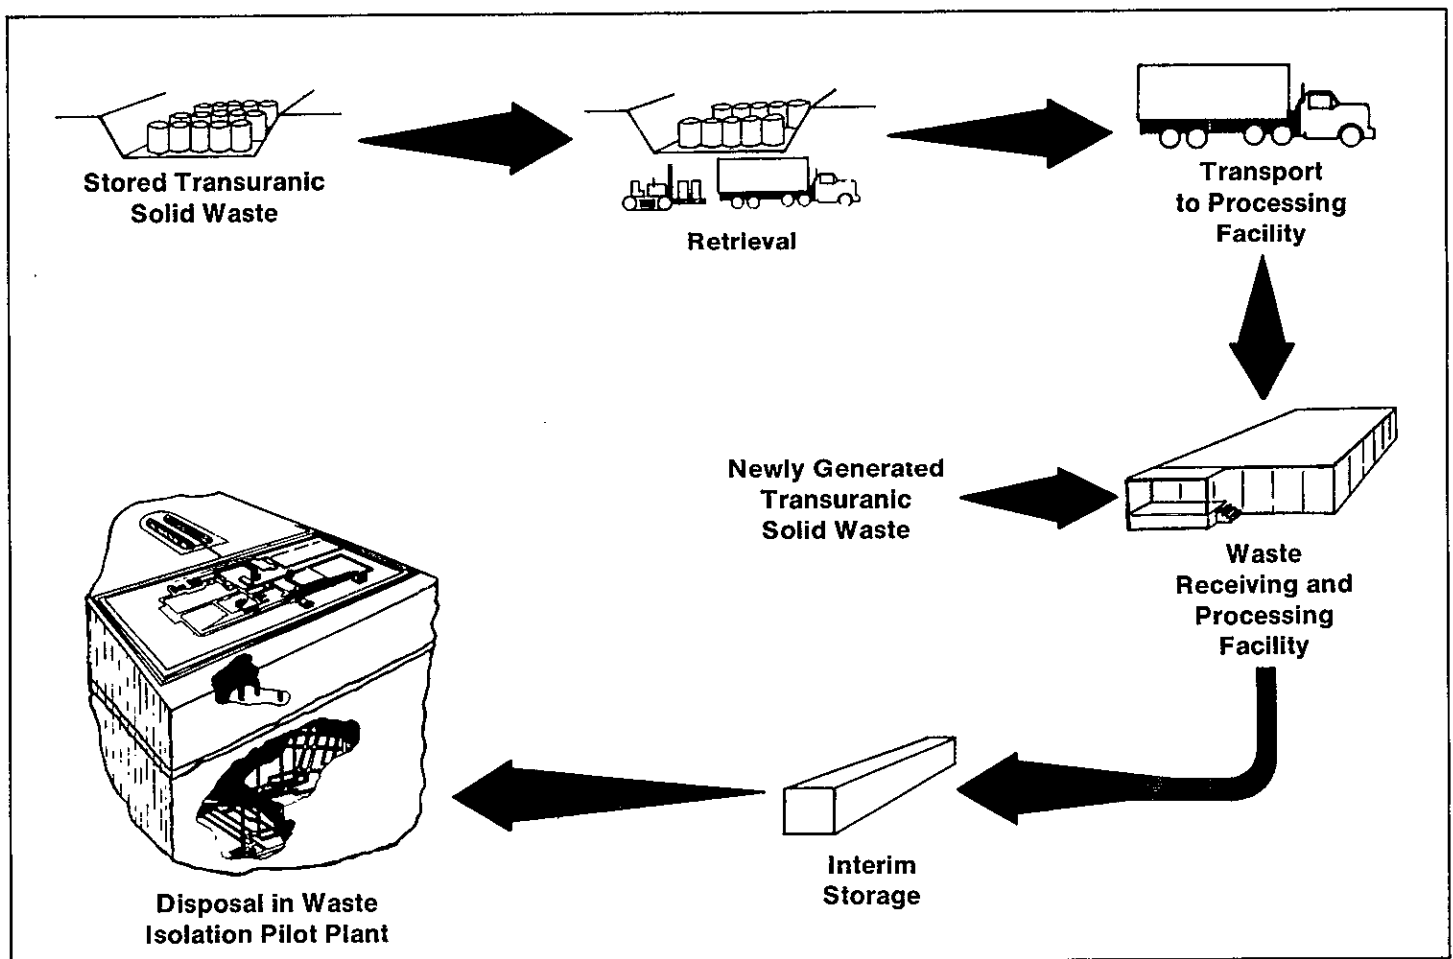 Stored Transuranic
Solid Waste
Retrieval
Transport
to Processing
Facility
Newly Generated
Transuranic
Solid Waste
Waste
Receiving and
Processing
Facility
Interim
Storage
Disposal in Waste
Isolation Pilot Plant